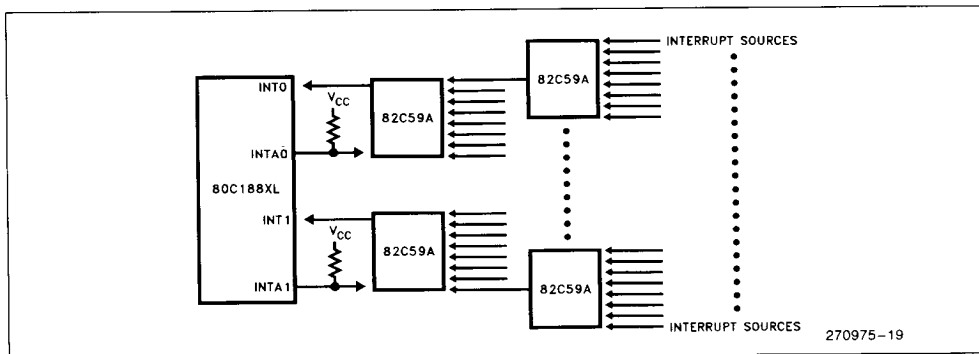 INTERRUPT SOURCES
82C59A
INT0
VCC
82C59A
INTA0
80C188XL
INT1
VCC
82C59A
INTA1
82C59A
INTERRUPT SOURCES
270975-19